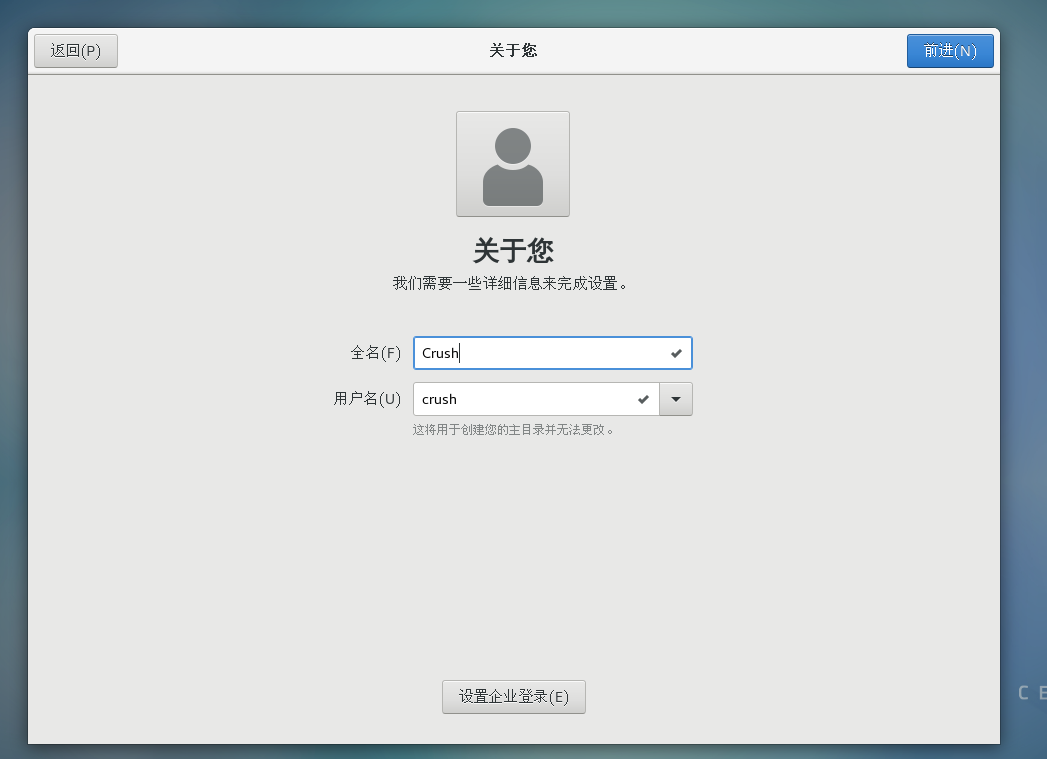 返回(P)
关于您
前进(N)
关于您
我们需要一些详细信息来完成设置。
全名(F)
Crush
用户名(U)
crush
这将用于创建您的主目录并无法更改。
设置企业登录(E)
C E